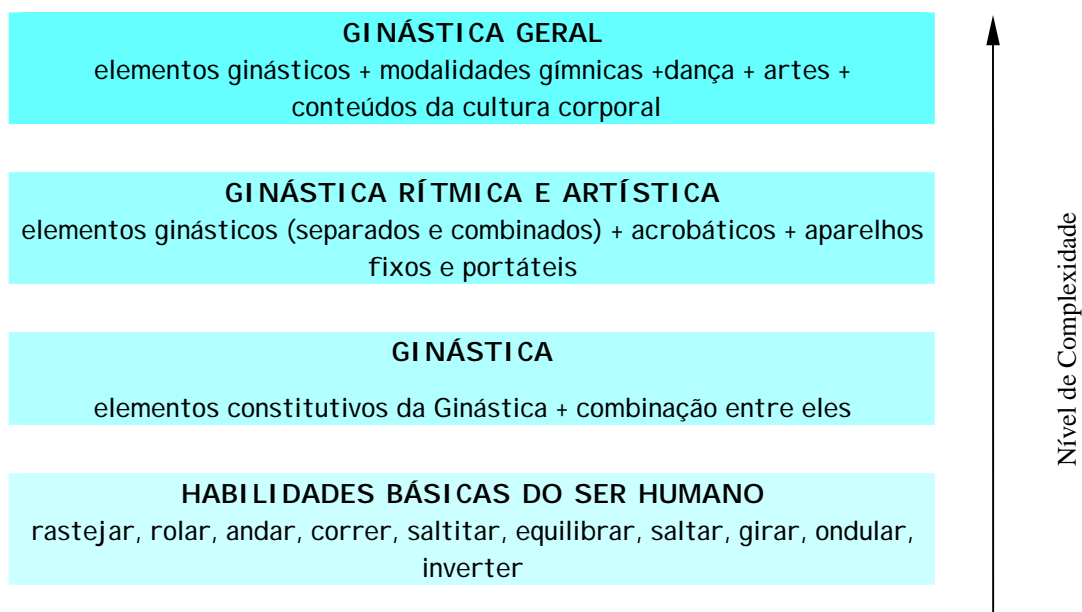 GINÁSTICA GERAL
elementos ginásticos + modalidades gímnicas +dança + artes +
conteúdos da cultura corporal
GINÁSTICA RÍTMICA E ARTÍSTICA
elementos ginásticos (separados e combinados) + acrobáticos + aparelhos
fixos e portáteis
GINÁSTICA
elementos constitutivos da Ginástica + combinação entre eles
HABILIDADES BÁSICAS DO SER HUMANO
rastejar, rolar, andar, correr, saltitar, equilibrar, saltar, girar, ondular,
inverter
Nível de Complexidade